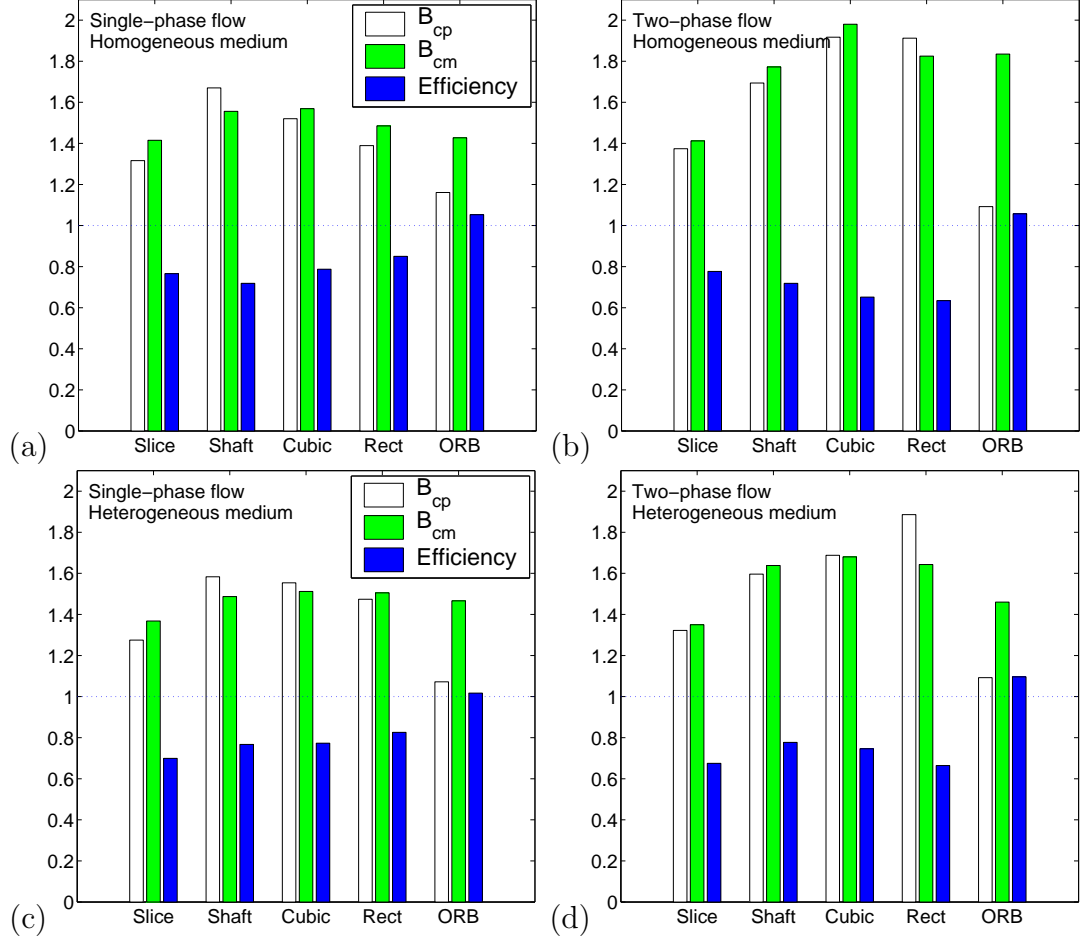 Single-phase flow
Homogeneous medium
B_cp
B_cm
Efficiency
2
1.8
1.6
1.4
1.2
1
0.8
0.6
0.4
0.2
0
Slice Shaft Cubic Rect ORB
(a)
Two-phase flow
Homogeneous medium
2
1.8
1.6
1.4
1.2
1
0.8
0.6
0.4
0.2
0
Slice Shaft Cubic Rect ORB
(b)
Single-phase flow
Heterogeneous medium
B_cp
B_cm
Efficiency
2
1.8
1.6
1.4
1.2
1
0.8
0.6
0.4
0.2
0
Slice Shaft Cubic Rect ORB
(c)
Two-phase flow
Heterogeneous medium
2
1.8
1.6
1.4
1.2
1
0.8
0.6
0.4
0.2
0
Slice Shaft Cubic Rect ORB
(d)